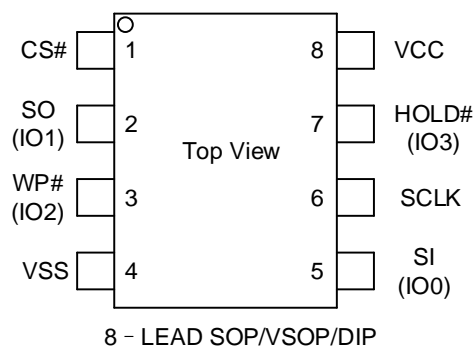 CS# 1 8 VCC
SO
(IO1) 2 7 HOLD#
(IO3)
Top View
WP#
(IO2) 3 6 SCLK
VSS 4 5 SI
(IO0)
8 – LEAD SOP/VSOP/DIP